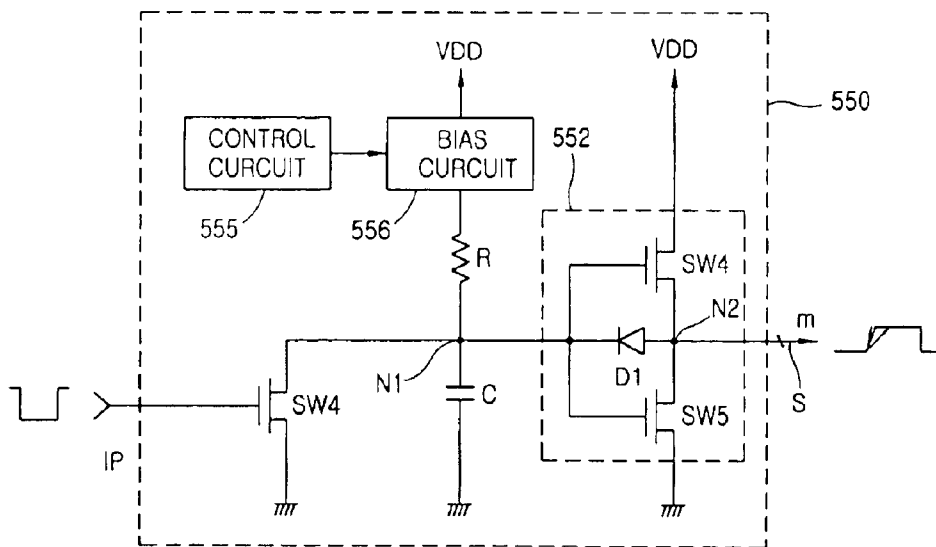 VDD
VDD
550
CONTROL
CURCUIT
BIAS
CURCUIT
552
555
556
R
SW4
N2
m
N1
D1
S
SW4
C
SW5
IP